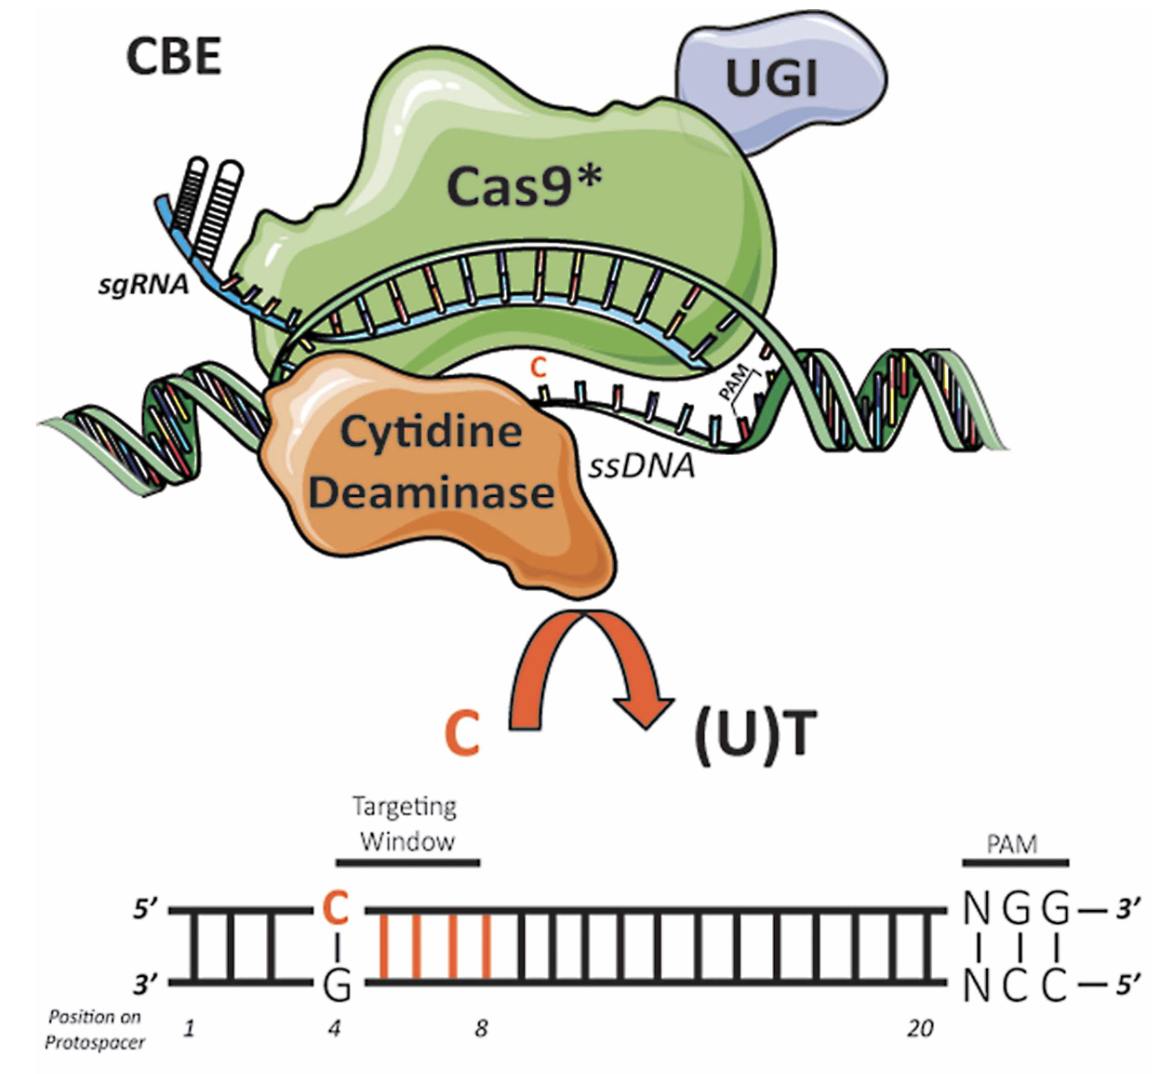 CBE
UGI
Cas9*
sgRNA
C
PAM
Cytidine
Deaminase
ssDNA
C (U)T
Targeting
Window
PAM
5’ C N G G 3’
3’ G N C C 5’
Position on
Protospacer
1 4 8 20